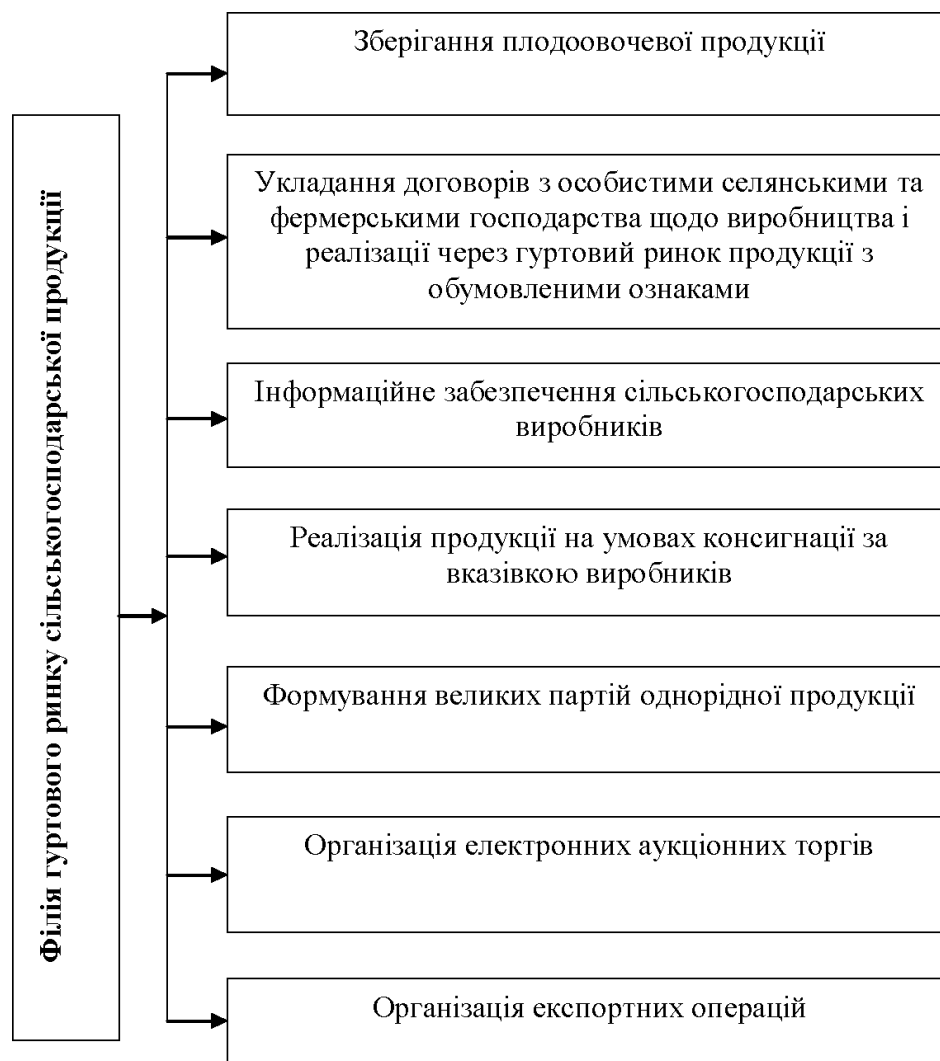 Філія гуртового ринку сільськогосподарської продукції
Зберігання плодоовочевої продукції
Укладання договорів з особистими селянськими та
фермерськими господарства щодо виробництва і
реалізації через гуртовий ринок продукції з
обумовленими ознаками
Інформаційне забезпечення сільськогосподарських
виробників
Реалізація продукції на умовах консигнації за
вказівкою виробників
Формування великих партій однорідної продукції
Організація електронних аукціонних торгів
Організація експортних операцій